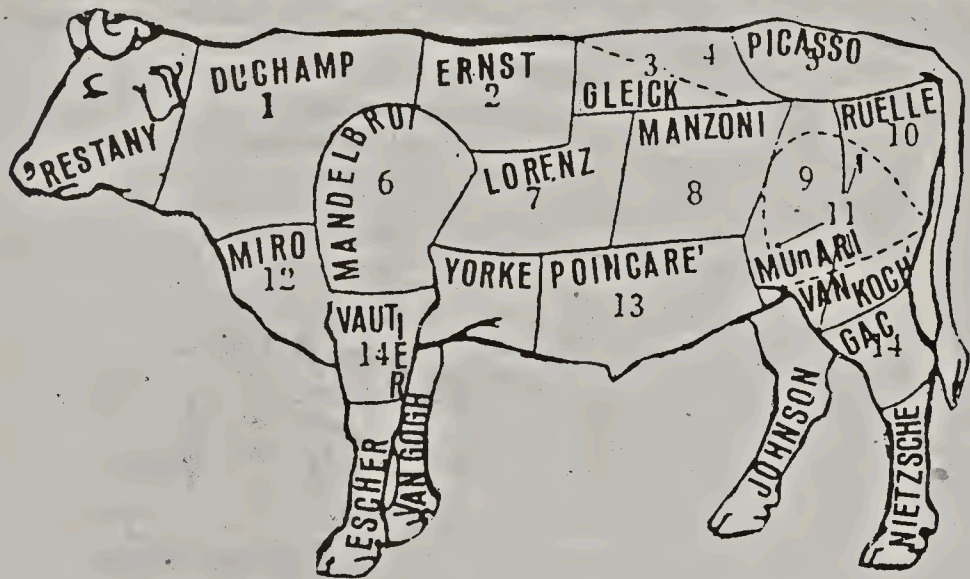 RESTANY
DUCHAMP
1
ERNST
2
3
4
GLEICK
PICASSO
5
MANDELBROT
6
LORENZ
7
MANZONI
8
9
RUELLE
10
11
MIRO
12
YORKE
POINCARE'
13
MUnARI
VAN KOCH
VAUTIER
14
GAC
14
ESCHER
VAN GOGH
JOHNSON
NIETZSCHE